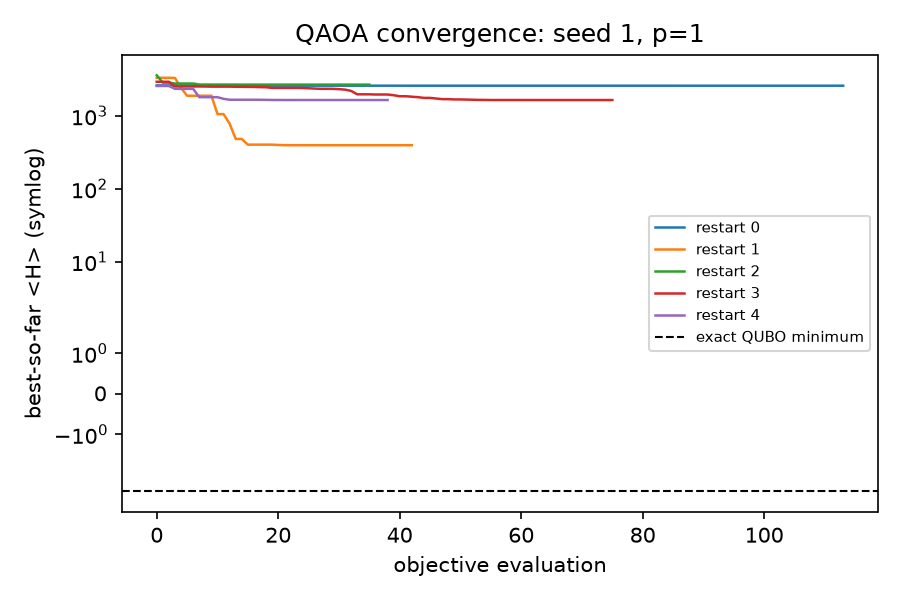 QAOA convergence: seed 1, p=1
best-so-far <H> (symlog)
10³
10²
10¹
10⁰
0
−10⁰
restart 0
restart 1
restart 2
restart 3
restart 4
exact QUBO minimum
0 20 40 60 80 100
objective evaluation